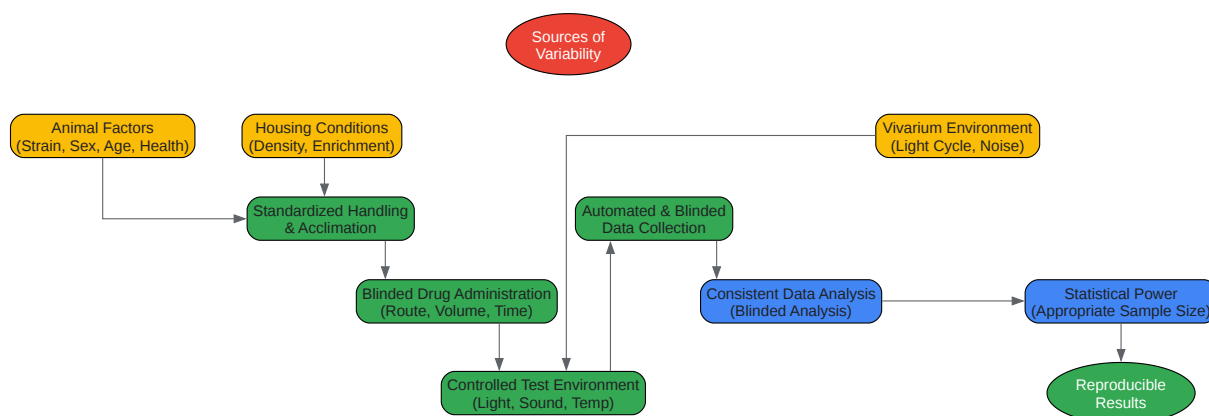 Sources of
Variability
Animal Factors
(Strain, Sex, Age, Health)
Housing Conditions
(Density, Enrichment)
Vivarium Environment
(Light Cycle, Noise)
Standardized Handling
& Acclimation
Automated & Blinded
Data Collection
Blinded Drug Administration
(Route, Volume, Time)
Consistent Data Analysis
(Blinded Analysis)
Statistical Power
(Appropriate Sample Size)
Controlled Test Environment
(Light, Sound, Temp)
Reproducible
Results